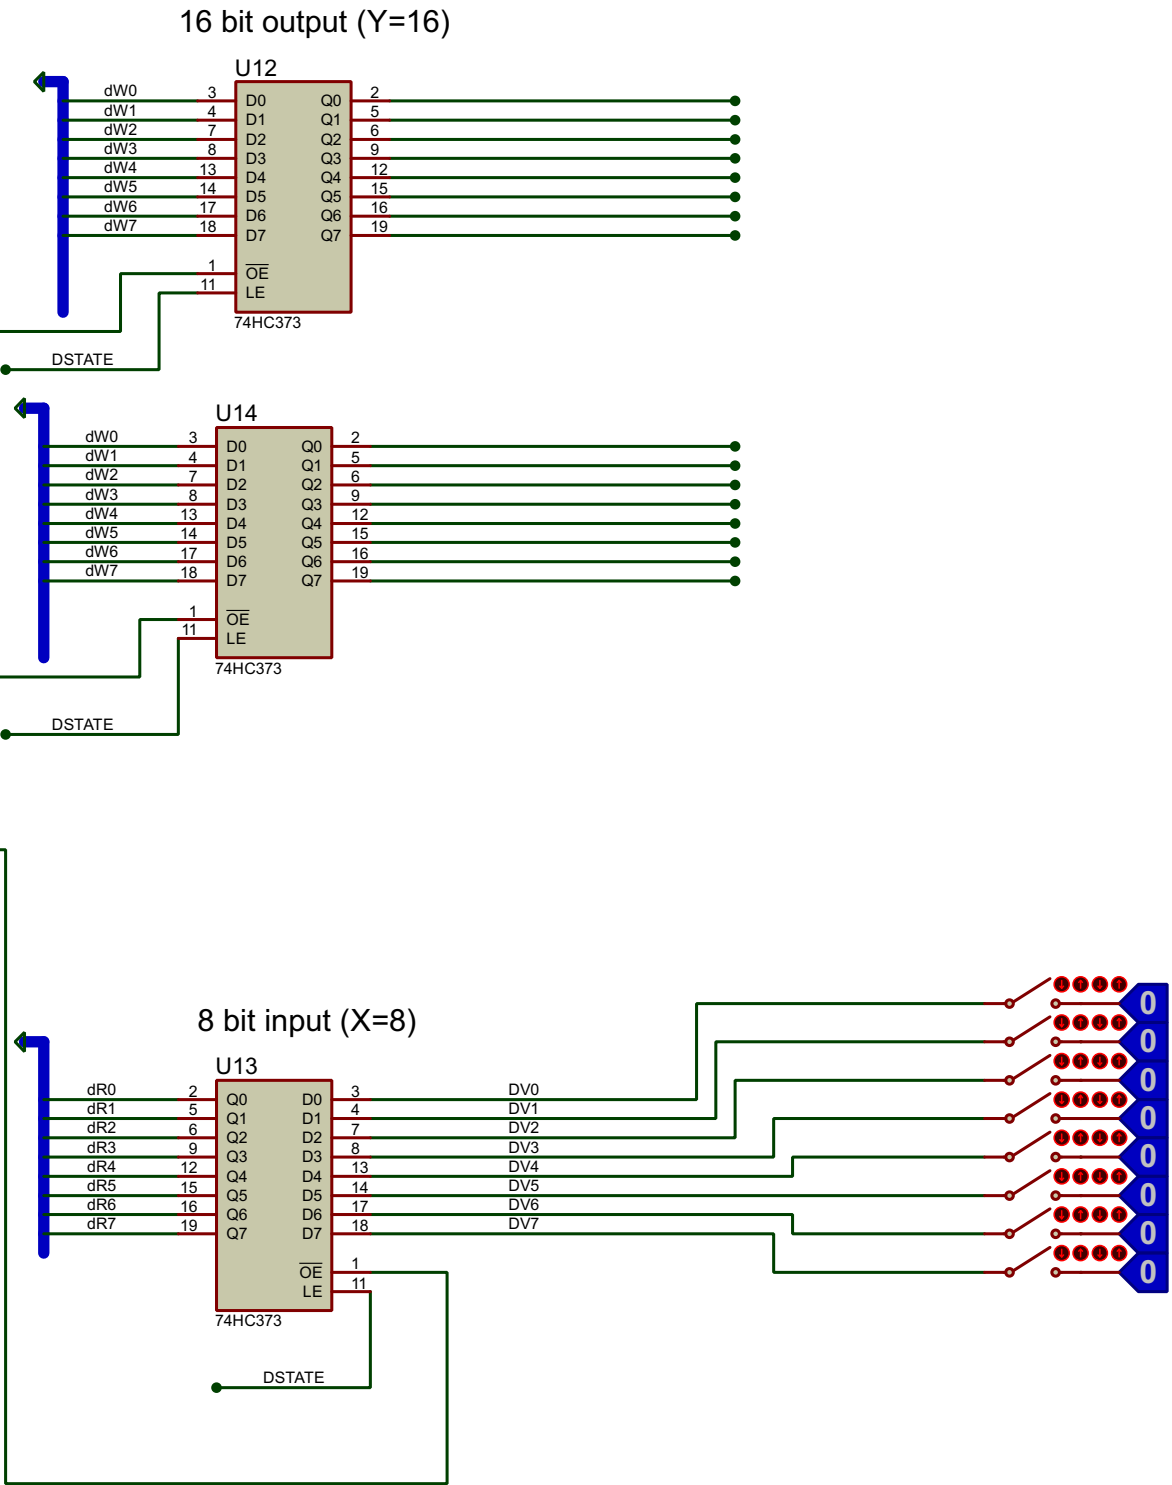 16 bit output (Y=16)
U12
dW0 3 D0 Q0 2
dW1 4 D1 Q1 5
dW2 7 D2 Q2 6
dW3 8 D3 Q3 9
dW4 13 D4 Q4 12
dW5 14 D5 Q5 15
dW6 17 D6 Q6 16
dW7 18 D7 Q7 19
1 OE
11 LE
74HC373
DSTATE
U14
dW0 3 D0 Q0 2
dW1 4 D1 Q1 5
dW2 7 D2 Q2 6
dW3 8 D3 Q3 9
dW4 13 D4 Q4 12
dW5 14 D5 Q5 15
dW6 17 D6 Q6 16
dW7 18 D7 Q7 19
1 OE
11 LE
74HC373
DSTATE
8 bit input (X=8)
U13
dR0 2 Q0 D0 3 DV0
dR1 5 Q1 D1 4 DV1
dR2 6 Q2 D2 7 DV2
dR3 9 Q3 D3 8 DV3
dR4 12 Q4 D4 13 DV4
dR5 15 Q5 D5 14 DV5
dR6 16 Q6 D6 17 DV6
dR7 19 Q7 D7 18 DV7
OE 1
LE 11
74HC373
DSTATE
0
0
0
0
0
0
0
0